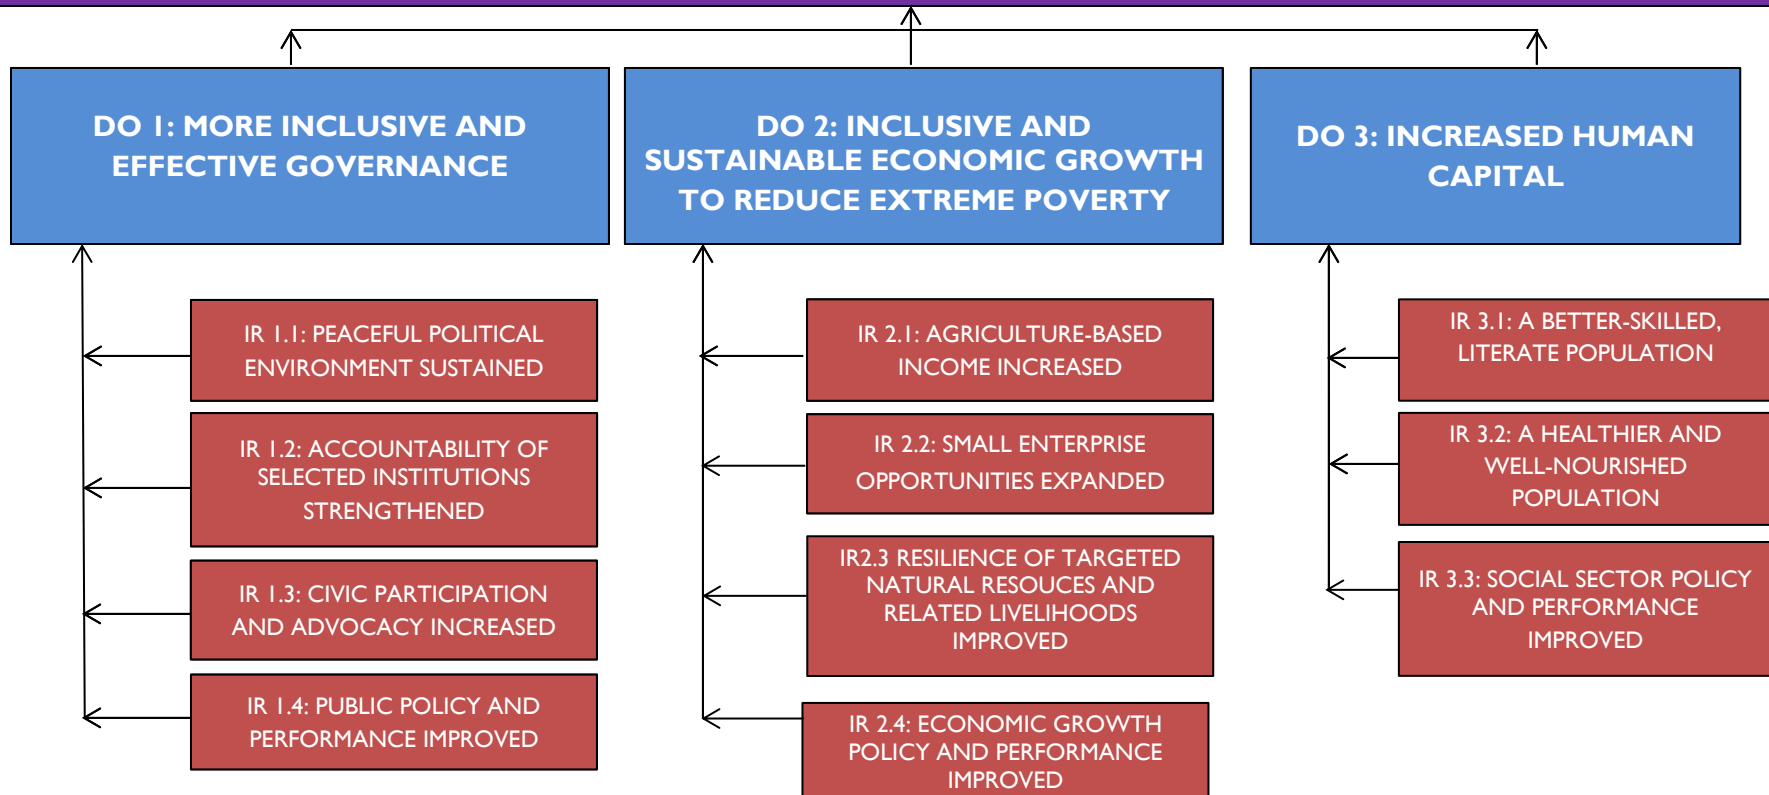 DO 1: MORE INCLUSIVE AND
EFFECTIVE GOVERNANCE
DO 2: INCLUSIVE AND
SUSTAINABLE ECONOMIC GROWTH
TO REDUCE EXTREME POVERTY
DO 3: INCREASED HUMAN
CAPITAL
IR 1.1: PEACEFUL POLITICAL
ENVIRONMENT SUSTAINED
IR 1.2: ACCOUNTABILITY OF
SELECTED INSTITUTIONS
STRENGTHENED
IR 1.3: CIVIC PARTICIPATION
AND ADVOCACY INCREASED
IR 1.4: PUBLIC POLICY AND
PERFORMANCE IMPROVED
IR 2.1: AGRICULTURE-BASED
INCOME INCREASED
IR 2.2: SMALL ENTERPRISE
OPPORTUNITIES EXPANDED
IR2.3 RESILIENCE OF TARGETED
NATURAL RESOUCES AND
RELATED LIVELIHOODS
IMPROVED
IR 2.4: ECONOMIC GROWTH
POLICY AND PERFORMANCE
IMPROVED
IR 3.1: A BETTER-SKILLED,
LITERATE POPULATION
IR 3.2: A HEALTHIER AND
WELL-NOURISHED
POPULATION
IR 3.3: SOCIAL SECTOR POLICY
AND PERFORMANCE
IMPROVED